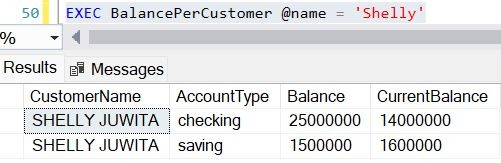 50 EXEC BalancePerCustomer @name = 'Shelly'
%
Results Messages
CustomerName AccountType Balance CurrentBalance
SHELLY JUWITA checking 25000000 14000000
SHELLY JUWITA saving 1500000 1600000